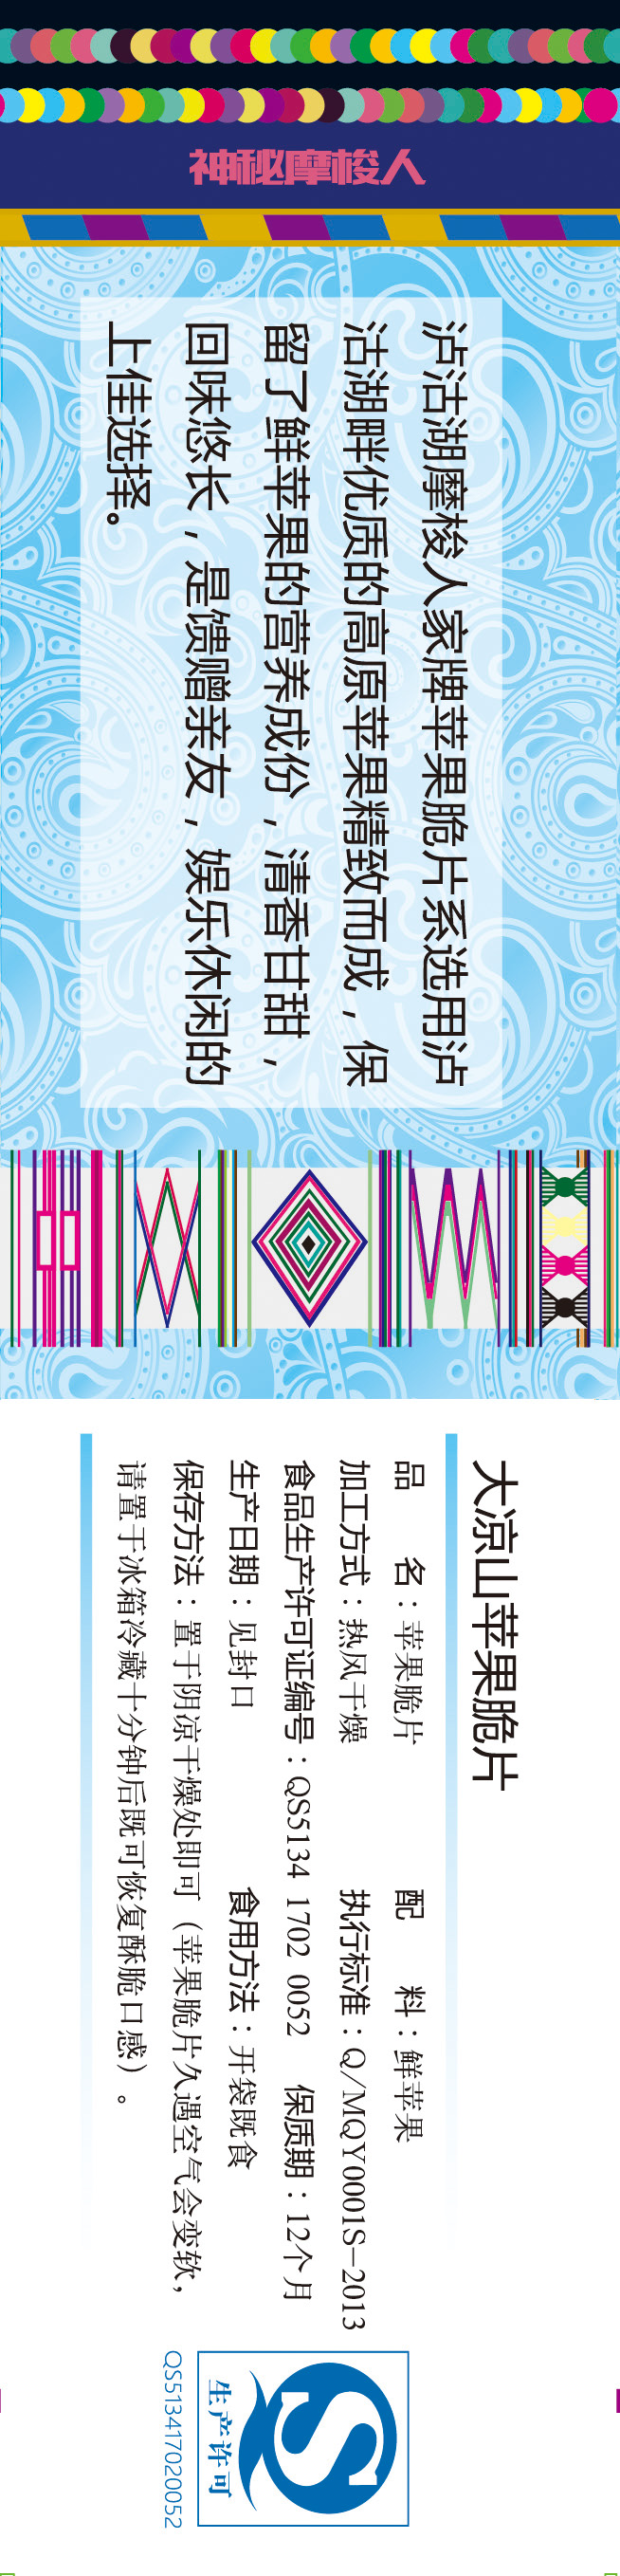 神秘摩梭人
泸沽湖摩梭人家牌苹果脆片系选用泸
沽湖畔优质的高原苹果精致而成，保
留了鲜苹果的营养成份，清香甘甜，
回味悠长，是馈赠亲友，娱乐休闲的
上佳选择。
大凉山苹果脆片
品 名：苹果脆片 配 料：鲜苹果
加工方式：热风干燥 执行标准：Q/MQY0001S-2013
食品生产许可证编号：QS5134 1702 0052 保质期：12个月
生产日期：见封口 食用方法：开袋既食
保存方法：置于阴凉干燥处即可（苹果脆片久遇空气会变软，
请置于冰箱冷藏十分钟后既可恢复酥脆口感）。
S
生产许可
QS513417020052